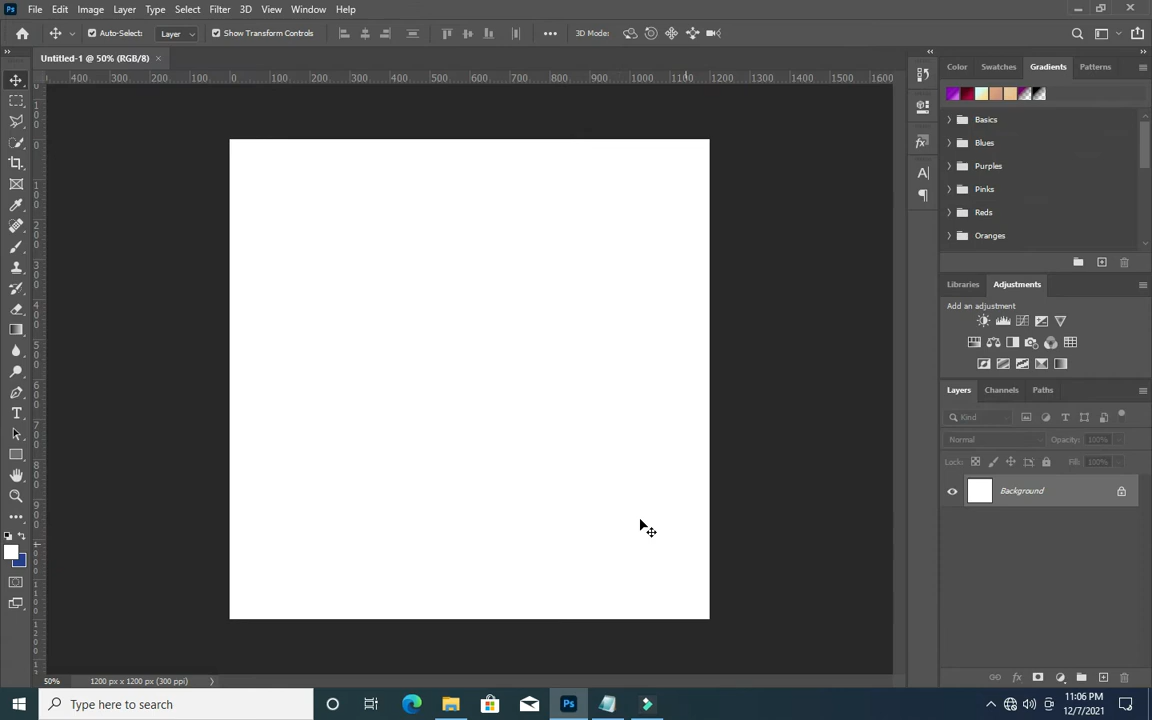 Ps File Edit Image Layer Type Select Filter 3D View Window Help
Auto-Select: Layer Show Transform Controls 3D Mode:
Untitled-1 @ 50% (RGB/8)
Color Swatches Gradients Patterns
400 300 200 100 0 100 200 300 400 500 600 700 800 900 1000 1100 1200 1300 1400 1500 1600
Basics
Blues
Purples
Pinks
Reds
Oranges
Libraries Adjustments
Add an adjustment
Layers Channels Paths
Kind
Normal Opacity: 100%
Lock: Fill: 100%
Background
50% 1200 px x 1200 px (300 ppi)
Type here to search
Ps
11:06 PM
12/7/2021